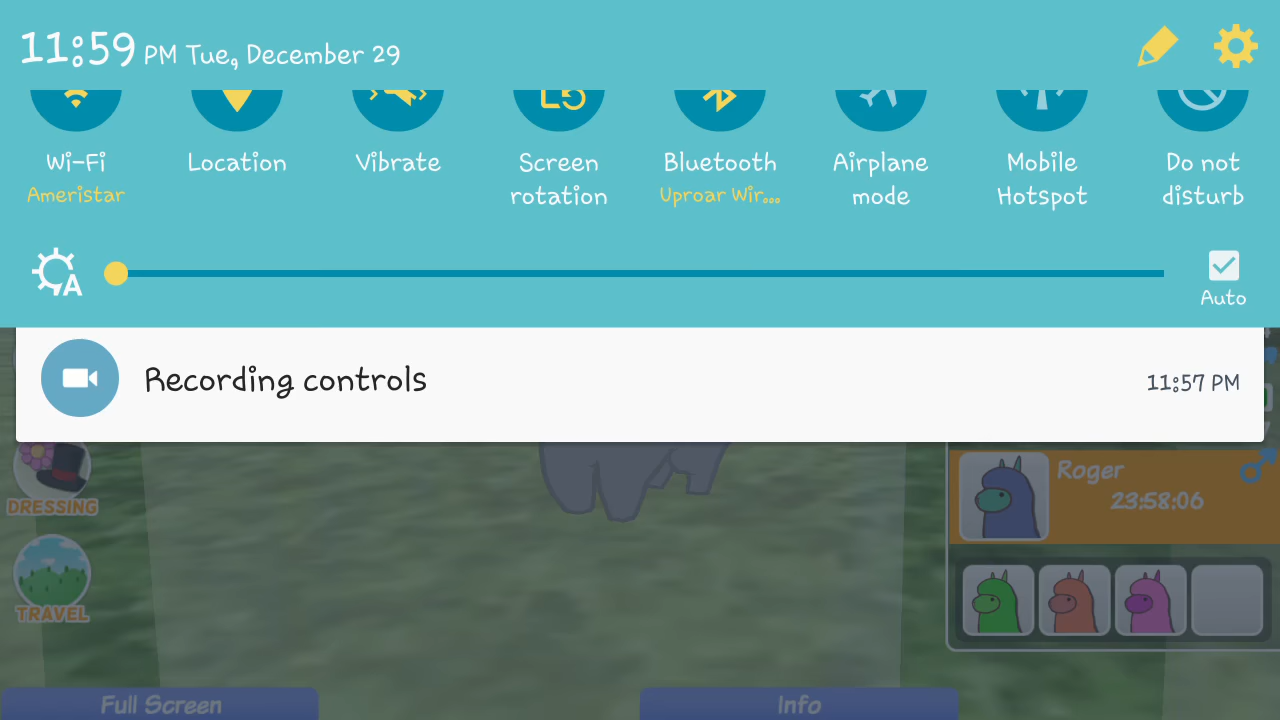 11:59 PM Tue, December 29
Wi-Fi
Ameristar
Location
Vibrate
Screen
rotation
Bluetooth
Uproar Wir...
Airplane
mode
Mobile
Hotspot
Do not
disturb
A
Auto
Recording controls
11:57 PM
DRESSING
TRAVEL
Roger
23:58:06
Full Screen
Info